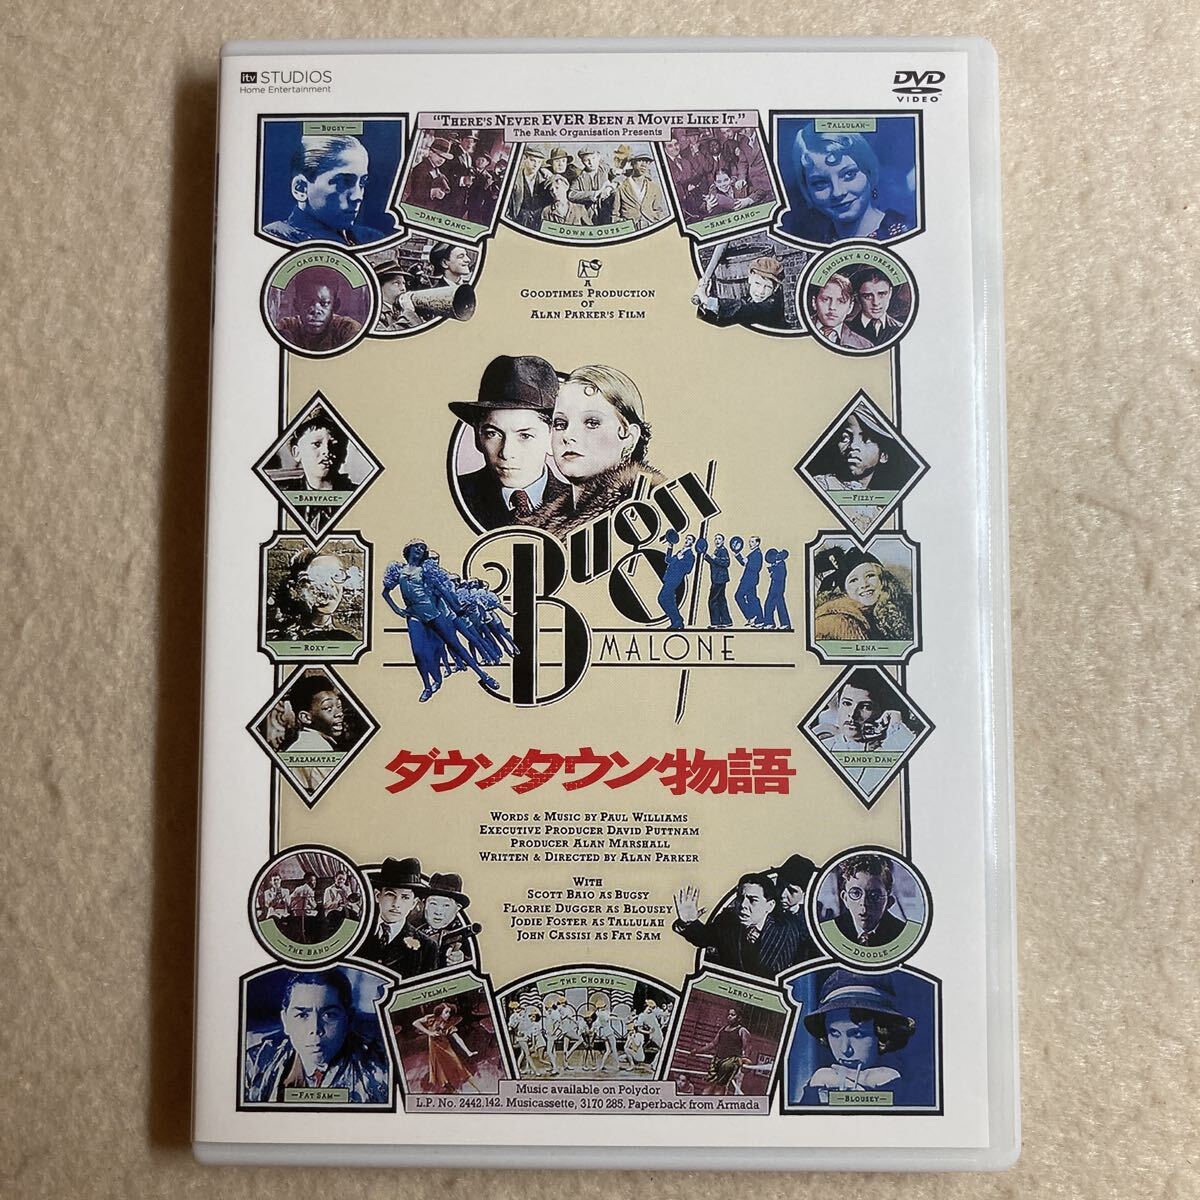 itv STUDIOS
Home Entertainment
DVD
VIDEO
"THERE'S NEVER EVER BEEN A MOVIE LIKE IT."
The Rank Organisation Presents
BUGSY
TALLULAH
DAN'S GANG
DOWN & OUTS
SAM'S GANG
CAGEY JOE
SMOLSKY & O'DREARY
A
GOODTIMES PRODUCTION
OF
ALAN PARKER'S FILM
BABYFACE
FIZZY
Bugsy
MALONE
ROXY
LENA
RAZAMATAZ
DANDY DAN
ダウンタウン物語
WORDS & MUSIC BY PAUL WILLIAMS
EXECUTIVE PRODUCER DAVID PUTTNAM
PRODUCER ALAN MARSHALL
WRITTEN & DIRECTED BY ALAN PARKER
WITH
SCOTT BAIO AS BUGSY
FLORRIE DUGGER AS BLOUSEY
JODIE FOSTER AS TALLULAH
JOHN CASSISI AS FAT SAM
THE BAND
DOODLE
VELMA
THE CHORUS
LEROY
FAT SAM
BLOUSEY
Music available on Polydor
L.P. No. 2442.142. Musicassette, 3170 285. Paperback from Armada